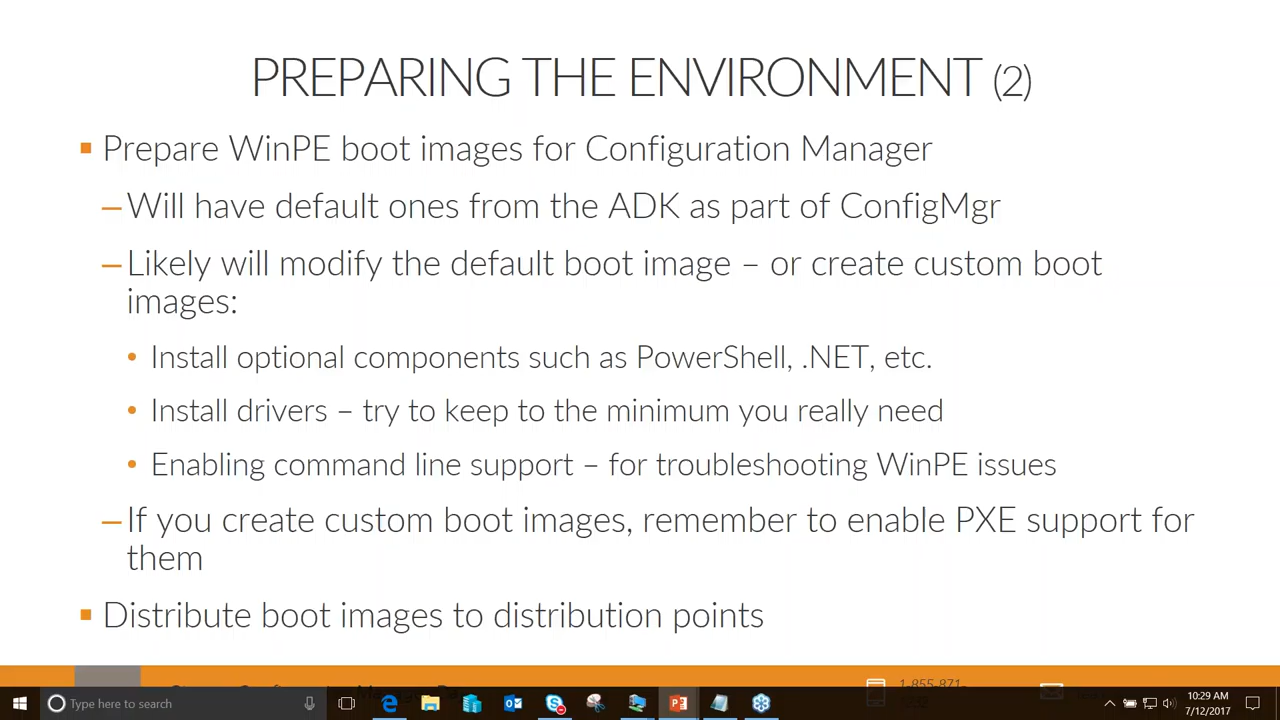 PREPARING THE ENVIRONMENT (2)
Prepare WinPE boot images for Configuration Manager
–Will have default ones from the ADK as part of ConfigMgr
–Likely will modify the default boot image – or create custom boot
images:
• Install optional components such as PowerShell, .NET, etc.
• Install drivers – try to keep to the minimum you really need
• Enabling command line support – for troubleshooting WinPE issues
–If you create custom boot images, remember to enable PXE support for
them
Distribute boot images to distribution points
1-855-871-
Type here to search
10:29 AM
7/12/2017